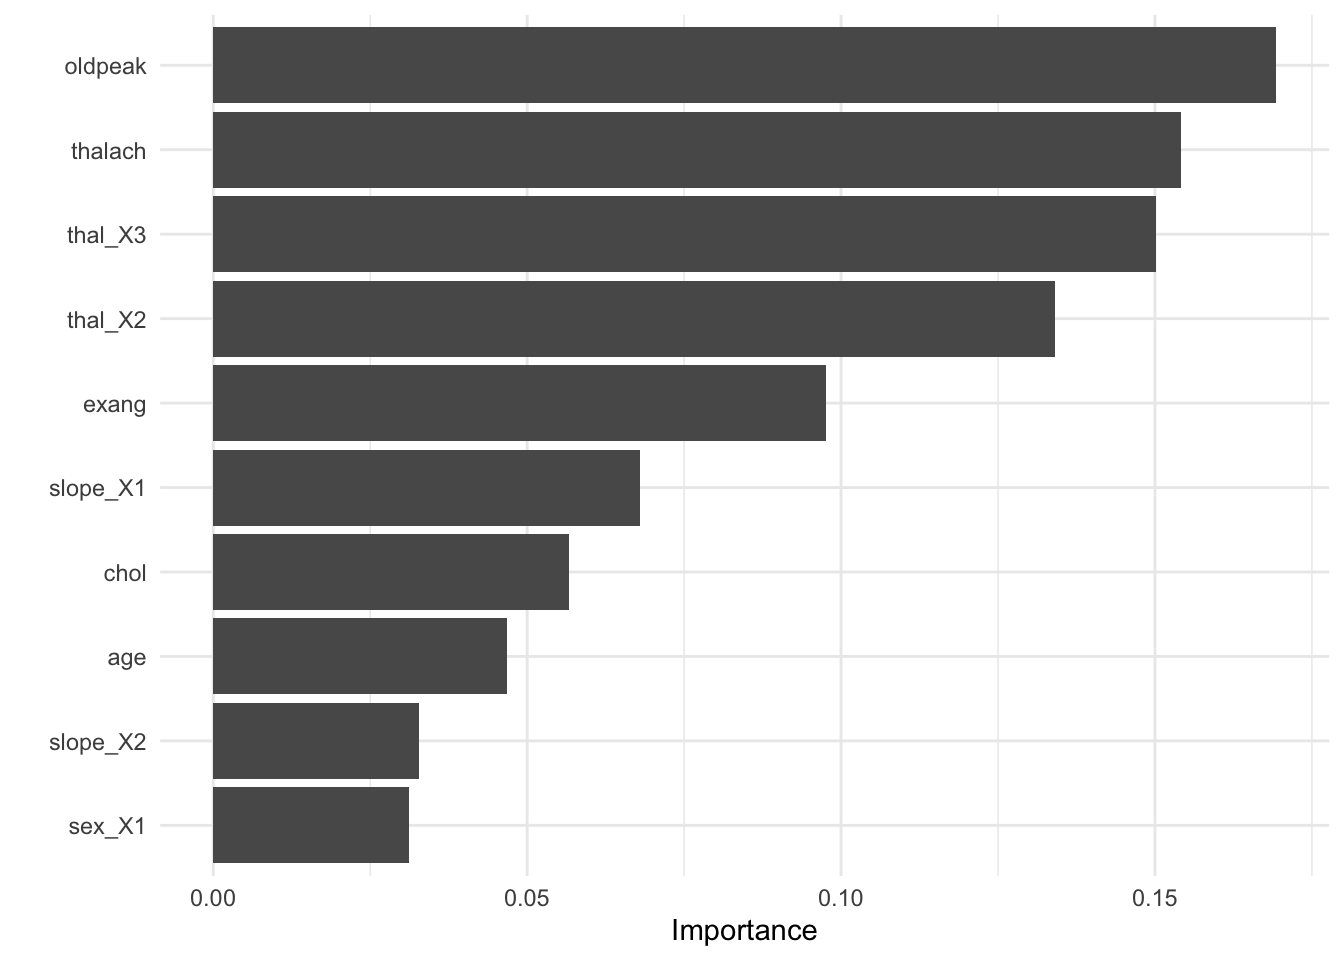 oldpeak
thalach
thal_X3
thal_X2
exang
slope_X1
chol
age
slope_X2
sex_X1
0.00 0.05 0.10 0.15
Importance